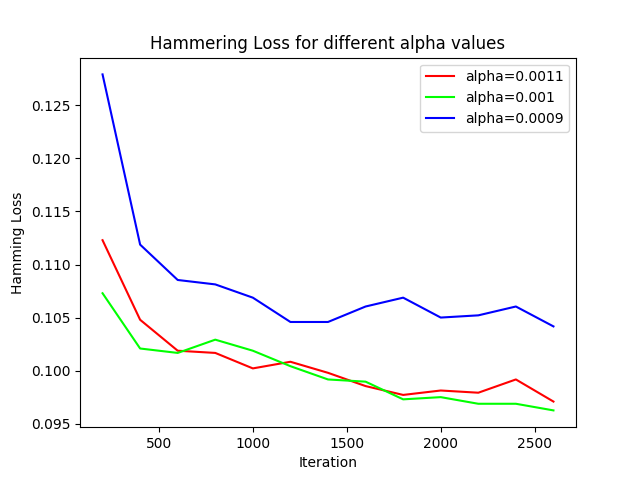 Hammering Loss for different alpha values
alpha=0.0011
alpha=0.001
alpha=0.0009
Hamming Loss
0.125
0.120
0.115
0.110
0.105
0.100
0.095
500 1000 1500 2000 2500
Iteration